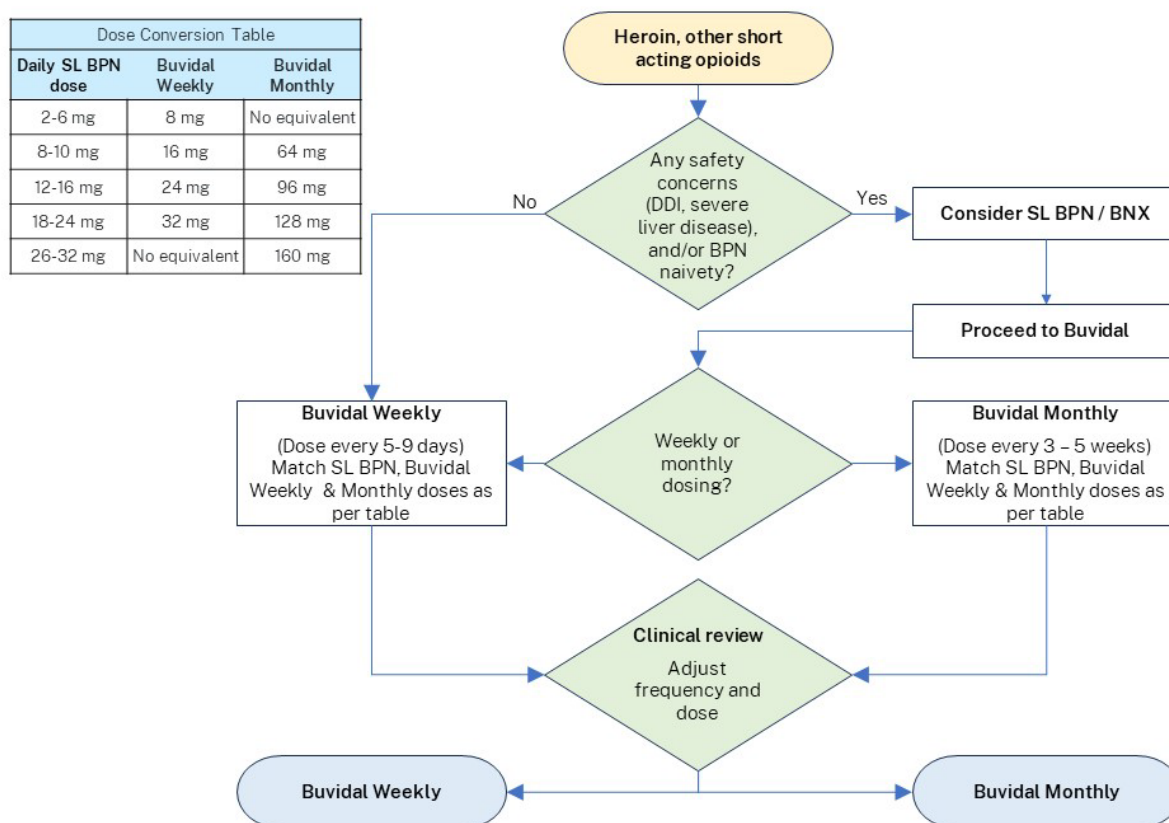 Dose Conversion Table
Daily SL BPN dose
Buvidal Weekly
Buvidal Monthly
2-6 mg
8 mg
No equivalent
8-10 mg
16 mg
64 mg
12-16 mg
24 mg
96 mg
18-24 mg
32 mg
128 mg
26-32 mg
No equivalent
160 mg
Heroin, other short
acting opioids
Any safety
concerns
(DDI, severe
liver disease),
and/or BPN
naivety?
No
Yes
Consider SL BPN / BNX
Proceed to Buvidal
Buvidal Weekly
(Dose every 5-9 days)
Match SL BPN, Buvidal
Weekly & Monthly doses as
per table
Weekly or
monthly
dosing?
Buvidal Monthly
(Dose every 3 – 5 weeks)
Match SL BPN, Buvidal
Weekly & Monthly doses as
per table
Clinical review
Adjust
frequency and
dose
Buvidal Weekly
Buvidal Monthly